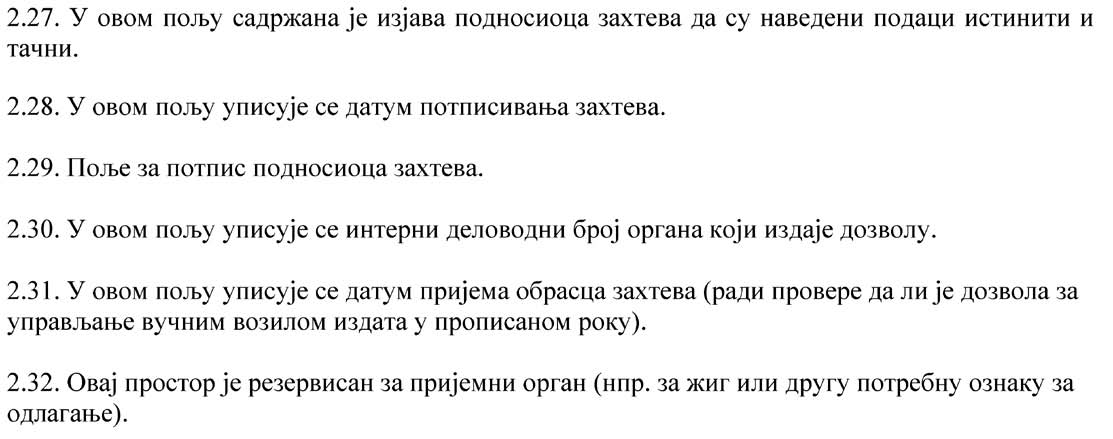 2.27. У овом пољу садржана је изјава подносиоца захтева да су наведени подаци истинити и
тачни.
2.28. У овом пољу уписује се датум потписивања захтева.
2.29. Поље за потпис подносиоца захтева.
2.30. У овом пољу уписује се интерни деловодни број органа који издаје дозволу.
2.31. У овом пољу уписује се датум пријема обрасца захтева (ради провере да ли је дозвола за
управљање вучним возилом издата у прописаном року).
2.32. Овај простор је резервисан за пријемни орган (нпр. за жиг или другу потребну ознаку за
одлагање).